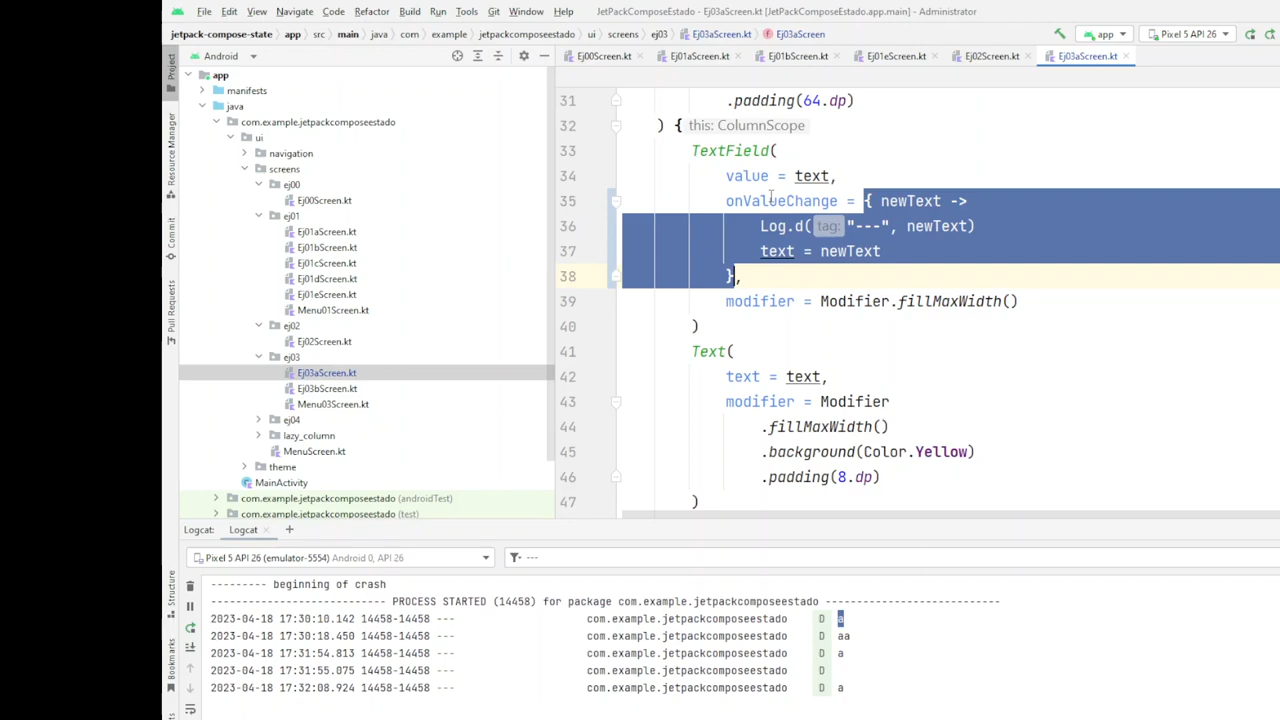 File Edit View Navigate Code Refactor Build Run Tools Git Window Help JetPackComposeEstado - Ej03aScreen.kt [JetPackComposeEstado.app.main] - Administrator
jetpack-compose-state app src main java com example jetpackcomposeestado ui screens ej03 Ej03aScreen.kt Ej03aScreen app Pixel 5 API 26
Project
Resource Manager
Commit
Pull Requests
Structure
Bookmarks
Android
Ej00Screen.kt Ej01aScreen.kt Ej01bScreen.kt Ej01eScreen.kt Ej02Screen.kt Ej03aScreen.kt
app
manifests
java
com.example.jetpackcomposeestado
ui
navigation
screens
ej00
Ej00Screen.kt
ej01
Ej01aScreen.kt
Ej01bScreen.kt
Ej01cScreen.kt
Ej01dScreen.kt
Ej01eScreen.kt
Menu01Screen.kt
ej02
Ej02Screen.kt
ej03
Ej03aScreen.kt
Ej03bScreen.kt
Menu03Screen.kt
ej04
lazy_column
MenuScreen.kt
theme
MainActivity
com.example.jetpackcomposeestado (androidTest)
com.example.jetpackcomposeestado (test)
31 .padding(64.dp)
32 ) { this: ColumnScope
33 TextField(
34 value = text,
35 onValueChange = { newText ->
36 Log.d( tag: "---", newText)
37 text = newText
38 },
39 modifier = Modifier.fillMaxWidth()
40 )
41 Text(
42 text = text,
43 modifier = Modifier
44 .fillMaxWidth()
45 .background(Color.Yellow)
46 .padding(8.dp)
47 )
Logcat: Logcat +
Pixel 5 API 26 (emulator-5554) Android 0, API 26 ---
--------- beginning of crash
--------------------------- PROCESS STARTED (14458) for package com.example.jetpackcomposeestado ---------------------------
2023-04-18 17:30:10.142 14458-14458 --- com.example.jetpackcomposeestado D a
2023-04-18 17:30:18.450 14458-14458 --- com.example.jetpackcomposeestado D aa
2023-04-18 17:31:54.813 14458-14458 --- com.example.jetpackcomposeestado D a
2023-04-18 17:31:55.075 14458-14458 --- com.example.jetpackcomposeestado D
2023-04-18 17:32:08.924 14458-14458 --- com.example.jetpackcomposeestado D a